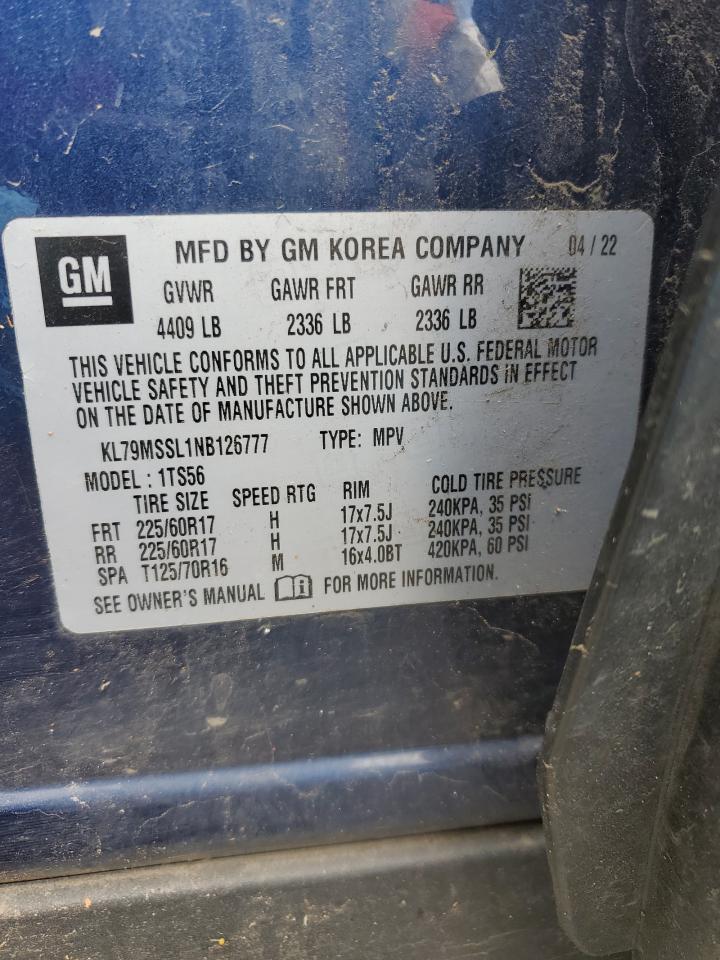 GM
MFD BY GM KOREA COMPANY 04 / 22
GVWR GAWR FRT GAWR RR
4409 LB 2336 LB 2336 LB
THIS VEHICLE CONFORMS TO ALL APPLICABLE U.S. FEDERAL MOTOR
VEHICLE SAFETY AND THEFT PREVENTION STANDARDS IN EFFECT
ON THE DATE OF MANUFACTURE SHOWN ABOVE.
KL79MSSL1NB126777 TYPE: MPV
MODEL : 1TS56
TIRE SIZE SPEED RTG RIM COLD TIRE PRESSURE
FRT 225/60R17 H 17x7.5J 240KPA, 35 PSI
RR 225/60R17 H 17x7.5J 240KPA, 35 PSI
SPA T125/70R16 M 16x4.0BT 420KPA, 60 PSI
SEE OWNER'S MANUAL i FOR MORE INFORMATION.